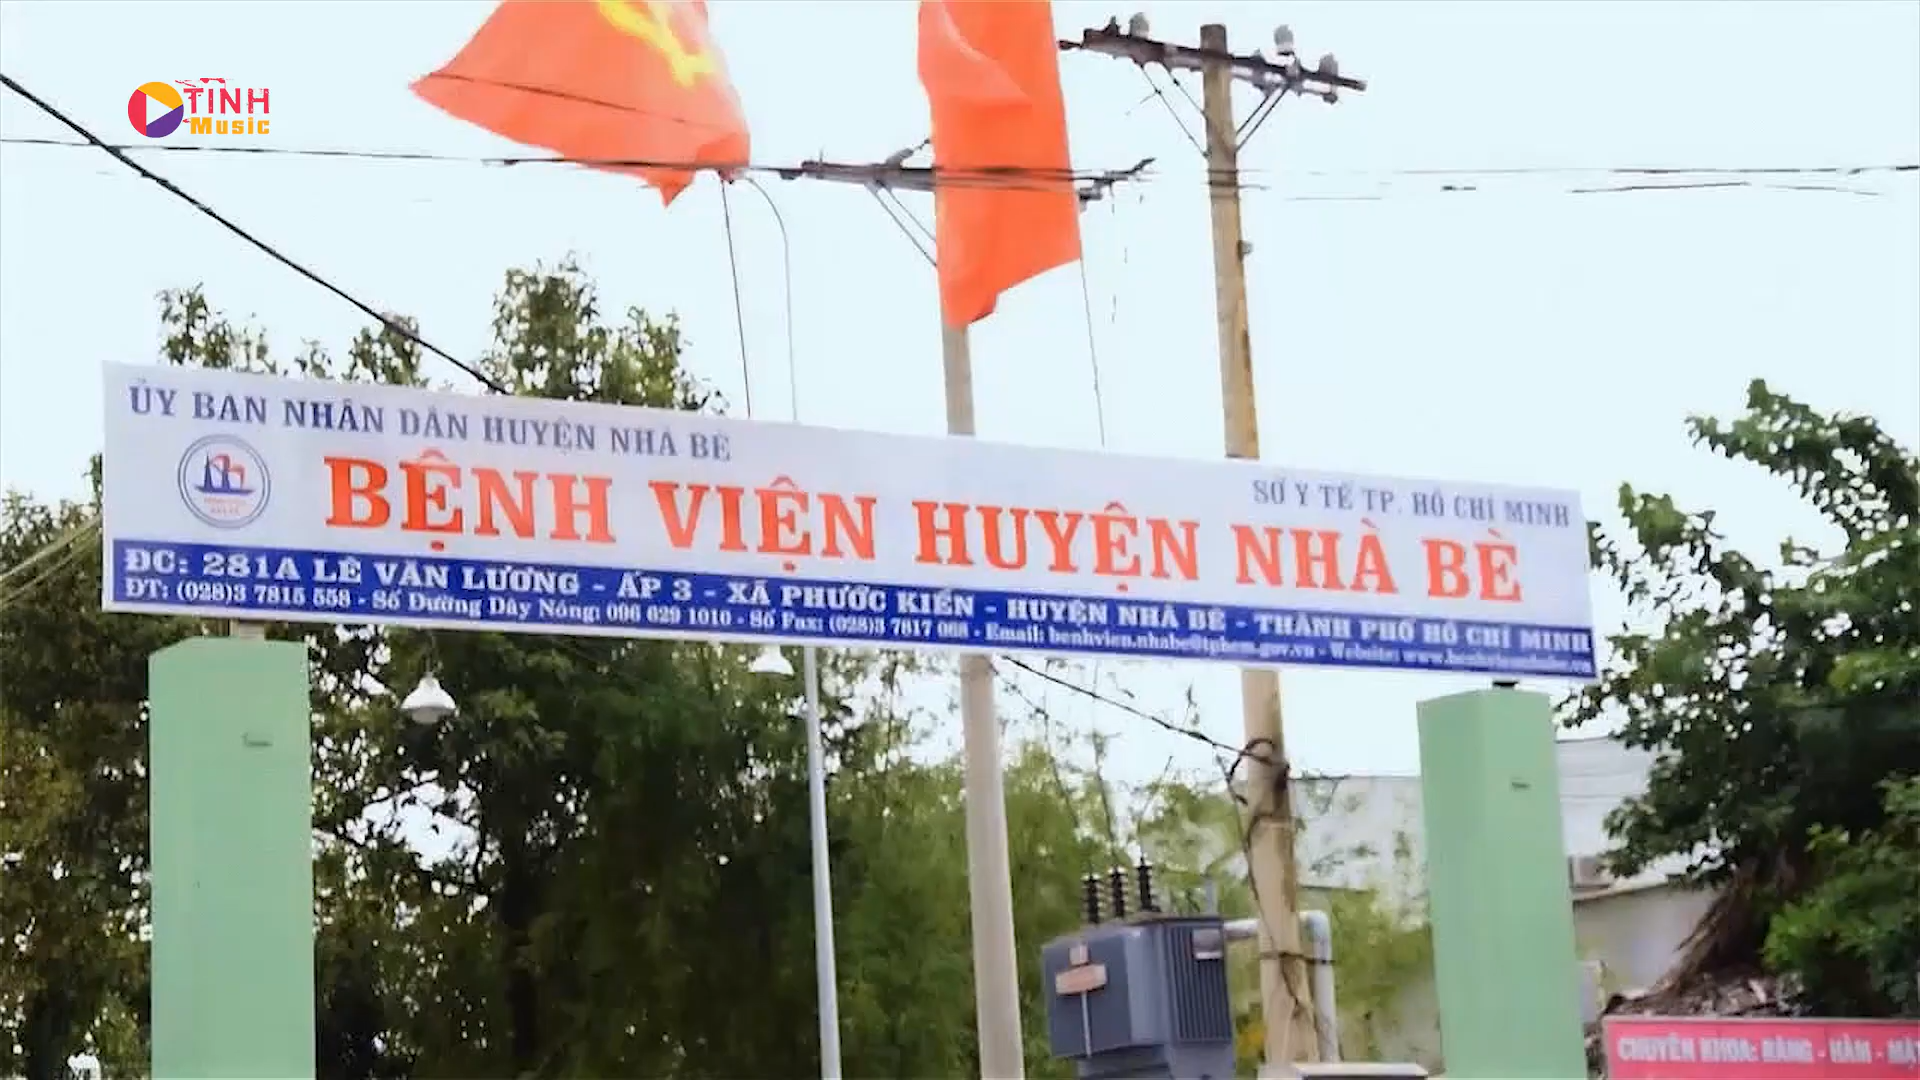 TÌNH
Music
ỦY BAN NHÂN DÂN HUYỆN NHÀ BÈ
SỞ Y TẾ TP. HỒ CHÍ MINH
BỆNH VIỆN HUYỆN NHÀ BÈ
ĐC: 281A LÊ VĂN LƯƠNG - ẤP 3 - XÃ PHƯỚC KIỂN - HUYỆN NHÀ BÈ - THÀNH PHỐ HỒ CHÍ MINH
ĐT: (028)3 7815 558 - Số Đường Dây Nóng: 096 629 1010 - Số Fax: (028)3 7817 068 - Email: benhvien.nhabe@tphcm.gov.vn - Website:
CHUYÊN KHOA: RĂNG - HÀM - MẶT